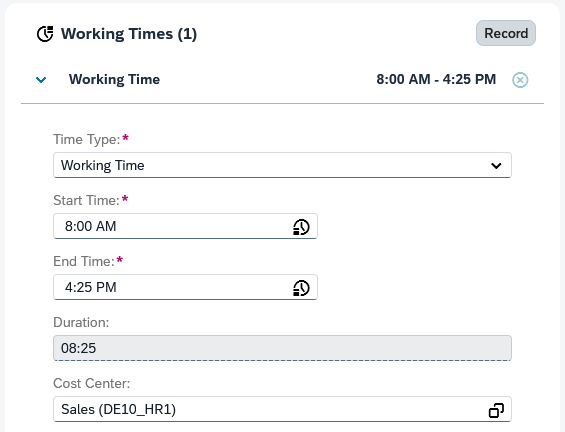 Working Times (1)
Record
Working Time
8:00 AM - 4:25 PM
Time Type:*
Working Time
Start Time:*
8:00 AM
End Time:*
4:25 PM
Duration:
08:25
Cost Center:
Sales (DE10_HR1)